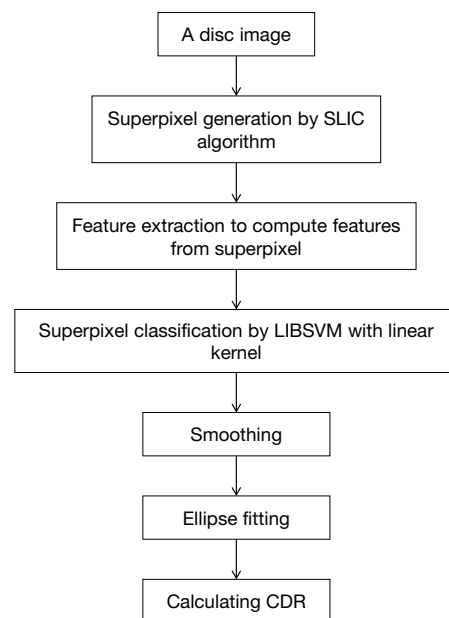 A disc image
Superpixel generation by SLIC
algorithm
Feature extraction to compute features
from superpixel
Superpixel classification by LIBSVM with linear
kernel
Smoothing
Ellipse fitting
Calculating CDR